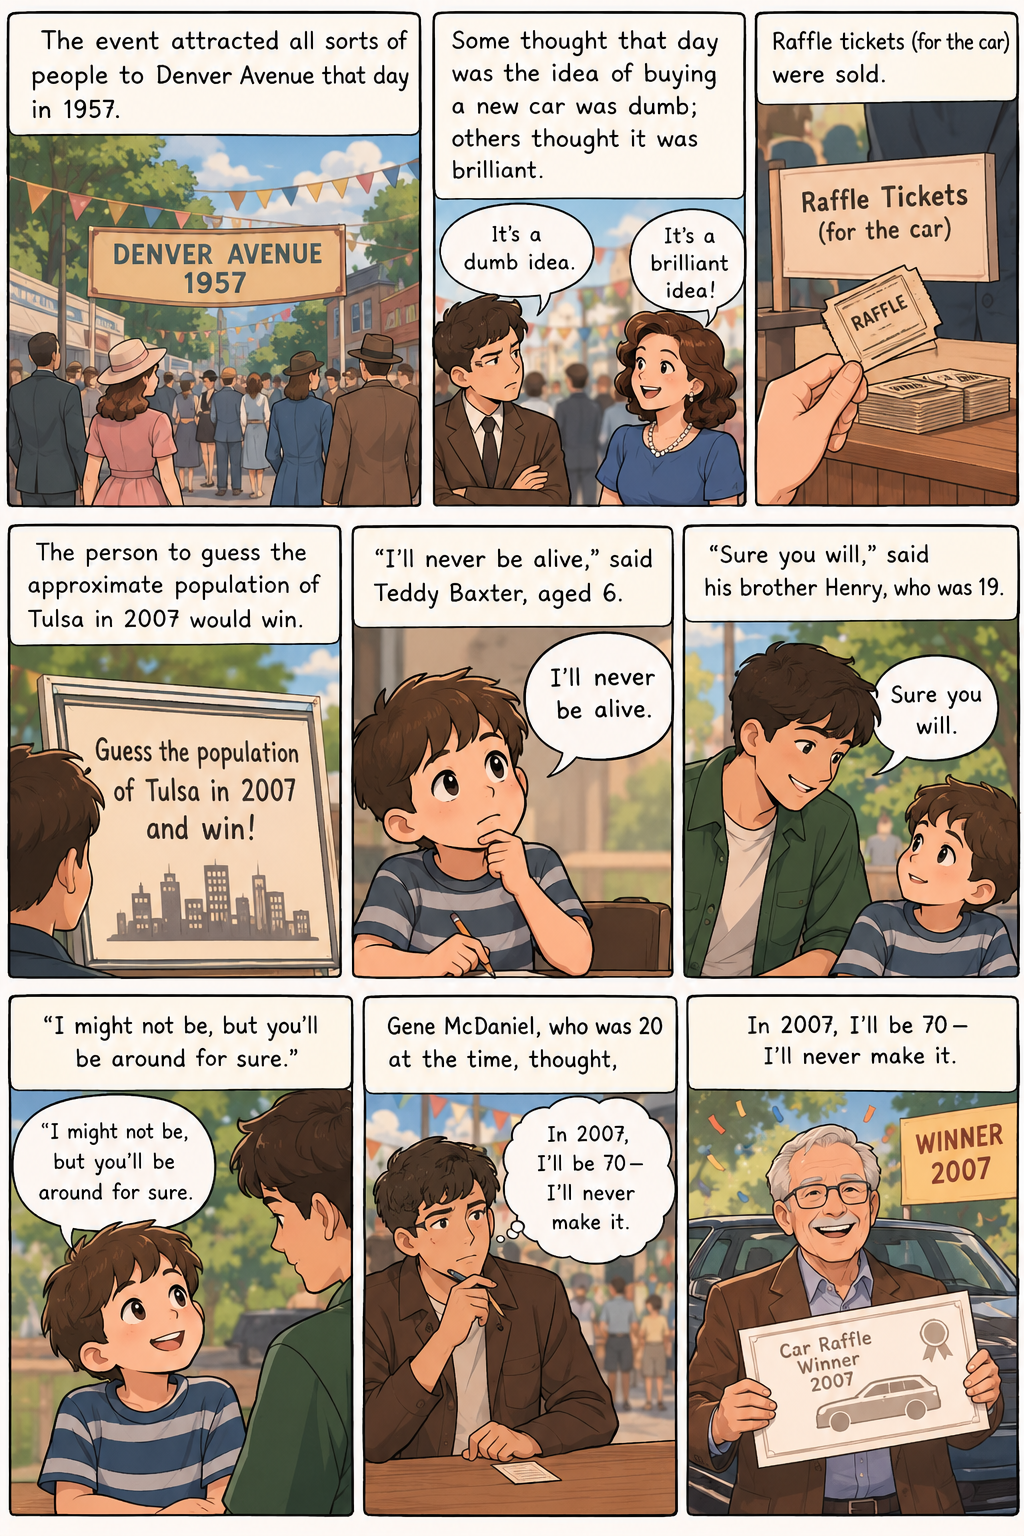 The event attracted all sorts of
people to Denver Avenue that day
in 1957.
DENVER AVENUE
1957
Some thought that day
was the idea of buying
a new car was dumb;
others thought it was
brilliant.
It's a
dumb idea.
It's a
brilliant
idea!
Raffle tickets (for the car)
were sold.
Raffle Tickets
(for the car)
RAFFLE
The person to guess the
approximate population of
Tulsa in 2007 would win.
Guess the population
of Tulsa in 2007
and win!
“I'll never be alive,” said
Teddy Baxter, aged 6.
I'll never
be alive.
“Sure you will,” said
his brother Henry, who was 19.
Sure you
will.
“I might not be, but you'll
be around for sure.”
“I might not be,
but you'll be
around for sure.
Gene McDaniel, who was 20
at the time, thought,
In 2007,
I'll be 70–
I'll never
make it.
In 2007, I'll be 70–
I'll never make it.
WINNER
2007
Car Raffle
Winner
2007